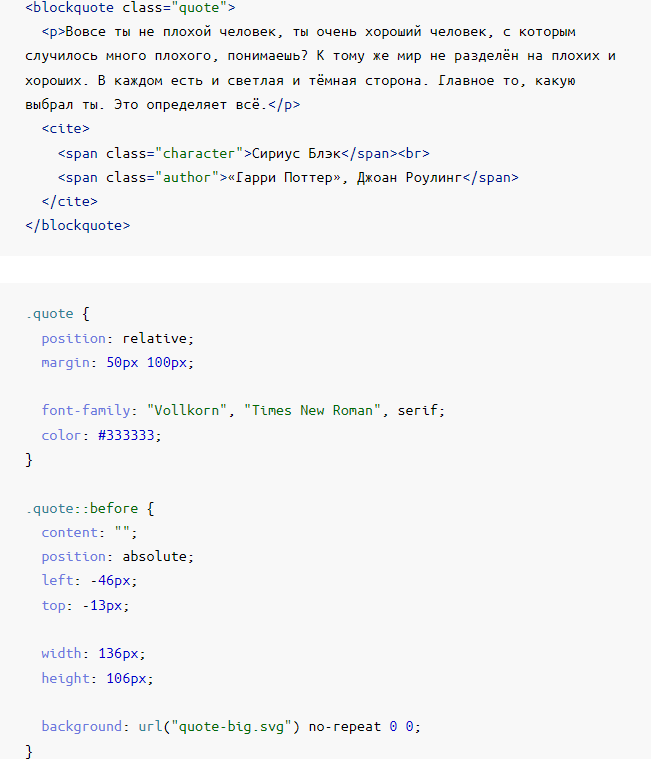 <blockquote class="quote">
<p>Вовсе ты не плохой человек, ты очень хороший человек, с которым
случилось много плохого, понимаешь? К тому же мир не разделён на плохих и
хороших. В каждом есть и светлая и тёмная сторона. Главное то, какую
выбрал ты. Это определяет всё.</p>
<cite>
<span class="character">Сириус Блэк</span><br>
<span class="author">«Гарри Поттер», Джоан Роулинг</span>
</cite>
</blockquote>
.quote {
position: relative;
margin: 50px 100px;
font-family: "Vollkorn", "Times New Roman", serif;
color: #333333;
}
.quote::before {
content: "";
position: absolute;
left: -46px;
top: -13px;
width: 136px;
height: 106px;
background: url("quote-big.svg") no-repeat 0 0;
}